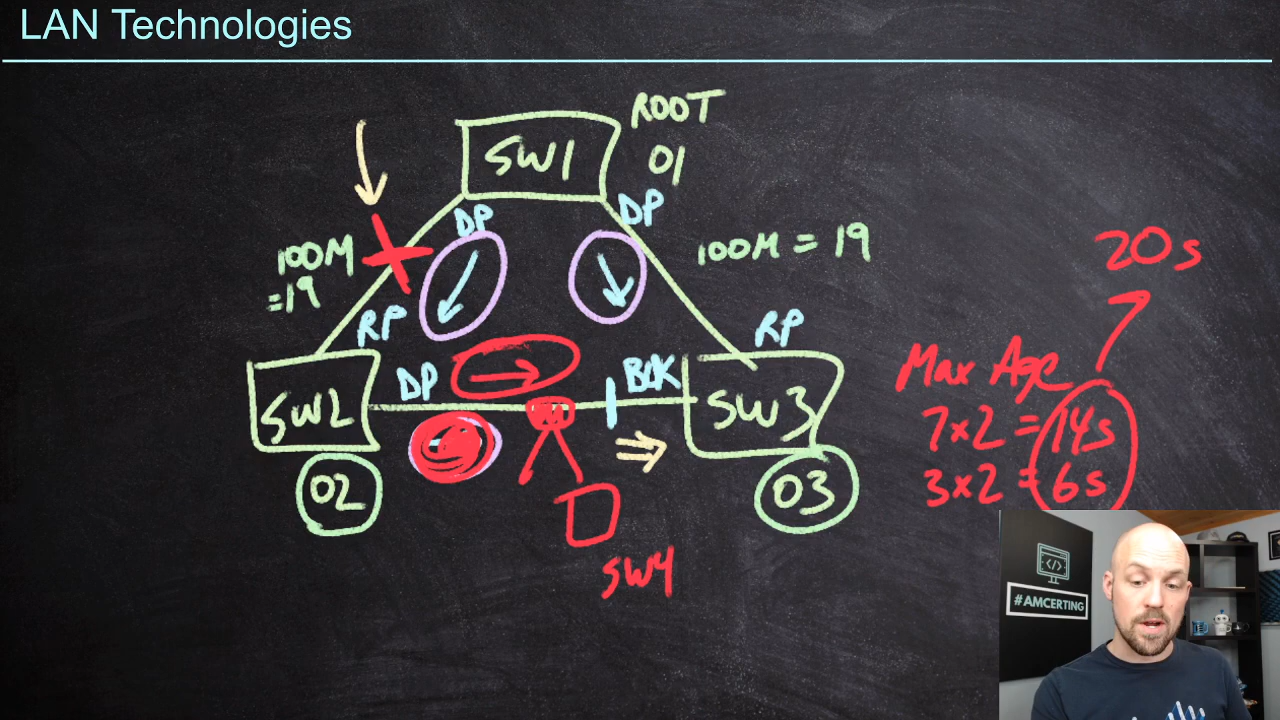 LAN Technologies
SW1
ROOT
01
DP
DP
100M
=19
100M = 19
RP
RP
20s
SW2
DP
BLK
SW3
Max Age
7x2 = 14s
3x2 = 6s
02
03
SW4
</> 
#AMCERTING